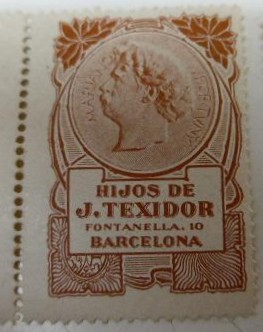 HIJOS DE
J. TEXIDOR
FONTANELLA, 10
BARCELONA